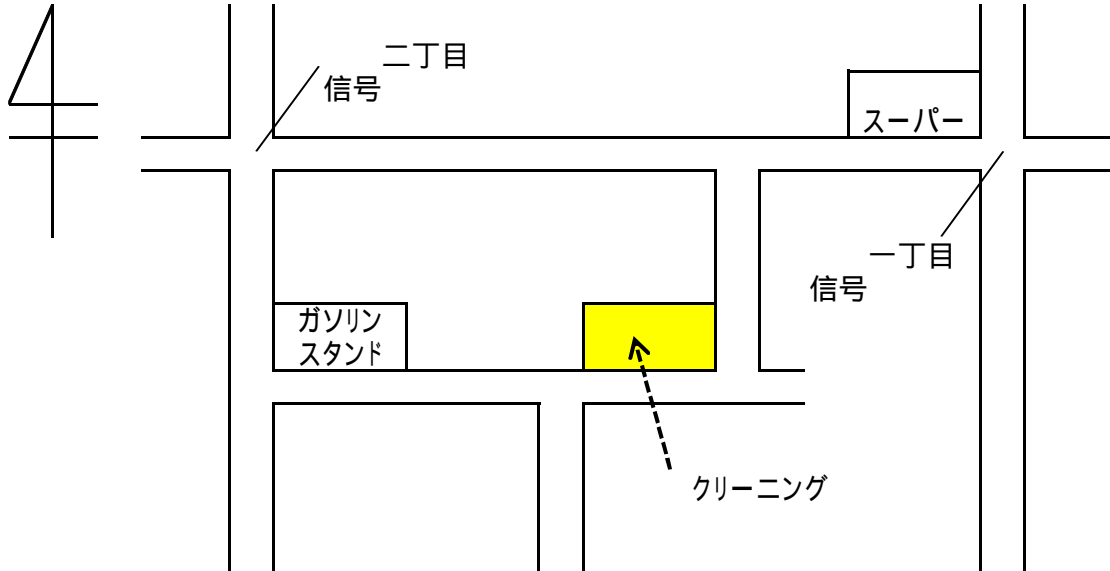 二丁目
信号
スーパー
一丁目
信号
ガソリン
スタンド
クリーニング